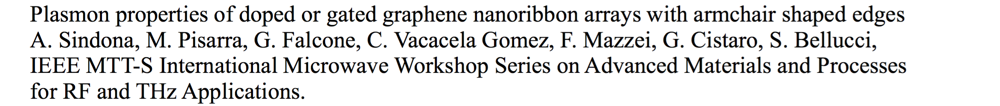 Plasmon properties of doped or gated graphene nanoribbon arrays with armchair shaped edges
A. Sindona, M. Pisarra, G. Falcone, C. Vacacela Gomez, F. Mazzei, G. Cistaro, S. Bellucci,
IEEE MTT-S International Microwave Workshop Series on Advanced Materials and Processes
for RF and THz Applications.